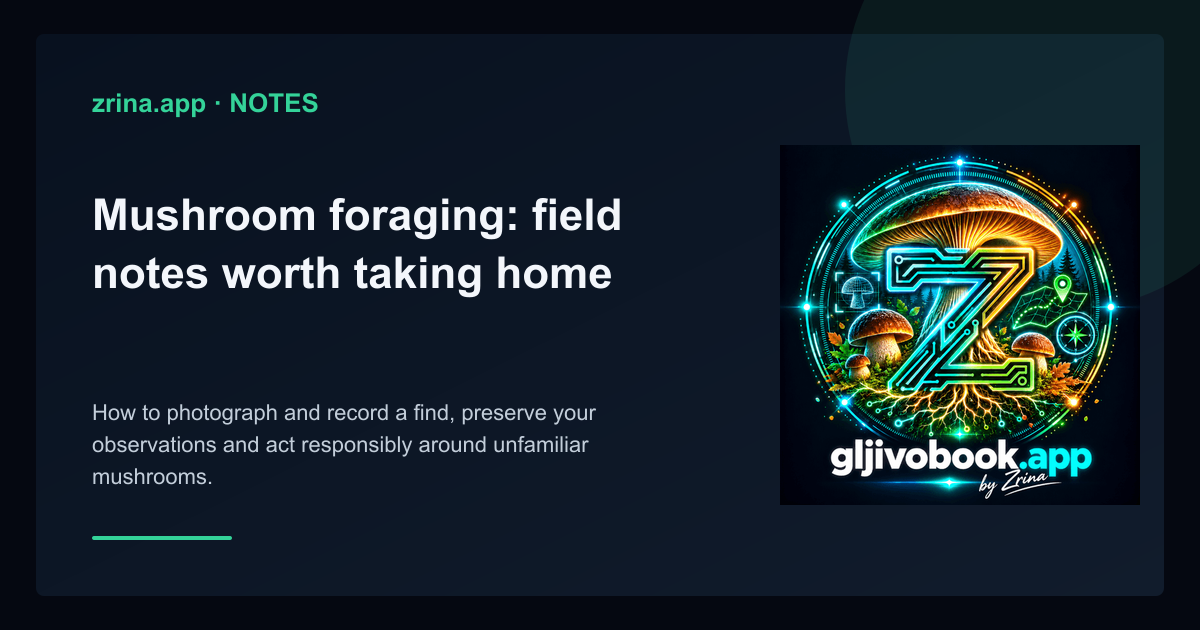 zrina.app · NOTES
Mushroom foraging: field
notes worth taking home
How to photograph and record a find, preserve your
observations and act responsibly around unfamiliar
mushrooms.
Z
gljivobook.app
by Zrina